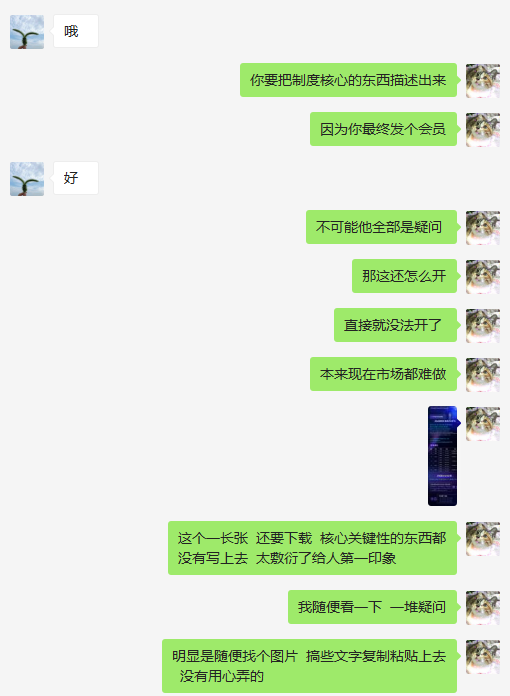 哦
你要把制度核心的东西描述出来
因为你最终发个会员
好
不可能他全部是疑问
那这还怎么开
直接就没法开了
本来现在市场都难做
这个一长张 还要下载 核心关键性的东西都
没有写上去 太敷衍了给人第一印象
我随便看一下 一堆疑问
明显是随便找个图片 搞些文字复制粘贴上去
没有用心弄的